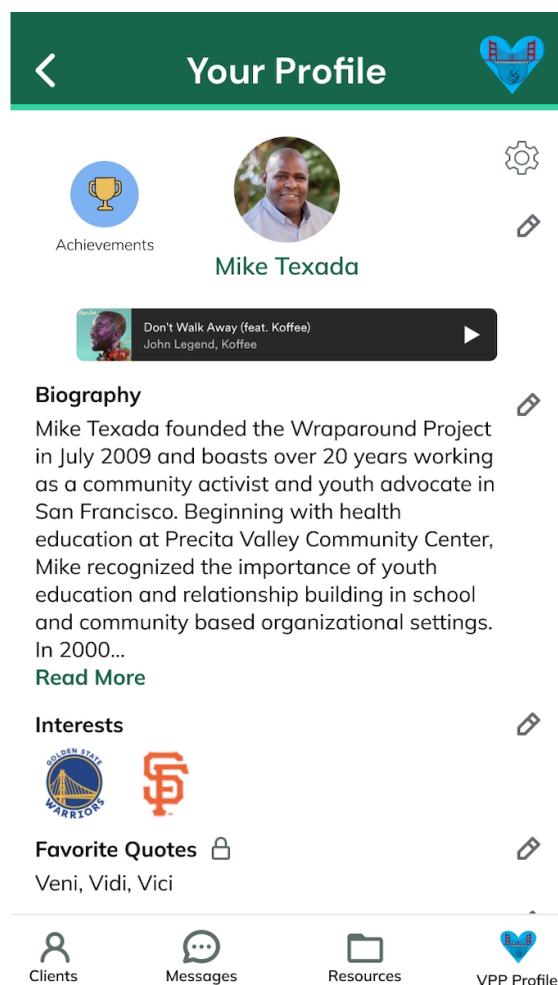 Your Profile
Achievements
Mike Texada
Don't Walk Away (feat. Koffee)
John Legend, Koffee
Biography
Mike Texada founded the Wraparound Project
in July 2009 and boasts over 20 years working
as a community activist and youth advocate in
San Francisco. Beginning with health
education at Precita Valley Community Center,
Mike recognized the importance of youth
education and relationship building in school
and community based organizational settings.
In 2000...
Read More
Interests
GOLDEN STATE
WARRIORS
SF
Favorite Quotes
Veni, Vidi, Vici
Clients
Messages
Resources
VPP Profile